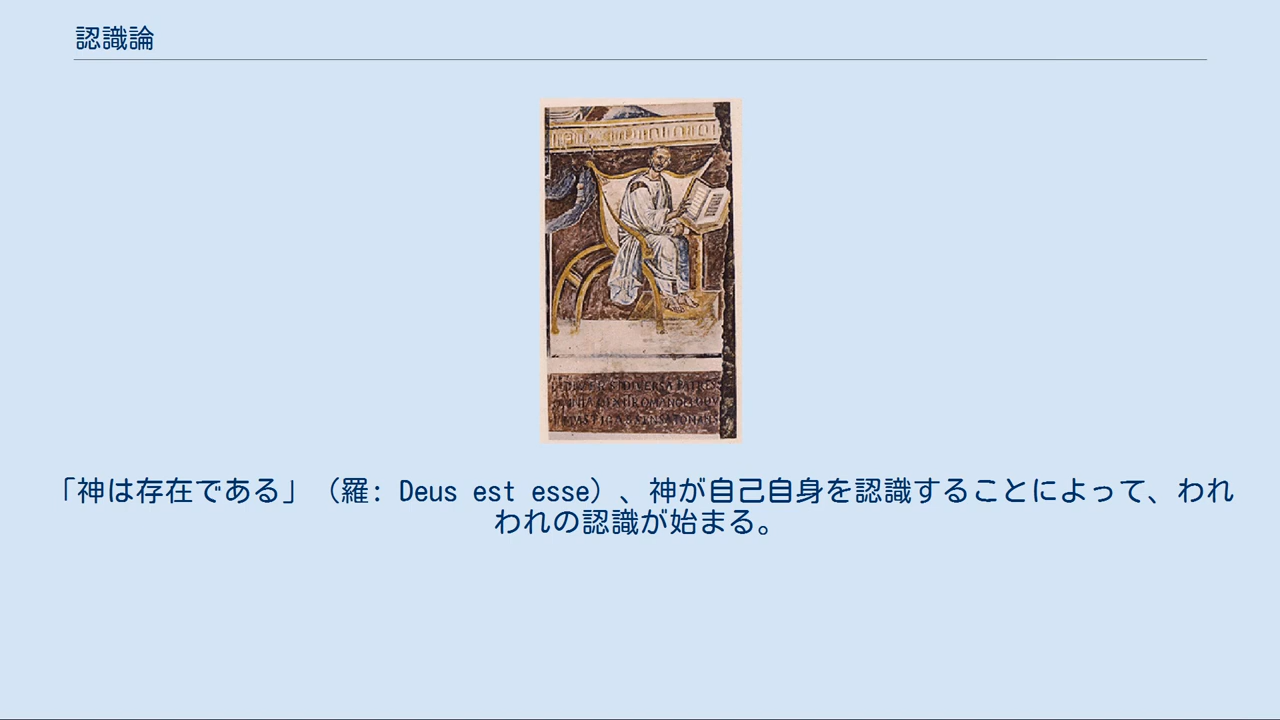 認識論
DIVERSA PATRES
「神は存在である」（羅: Deus est esse）、神が自己自身を認識することによって、われ
われの認識が始まる。